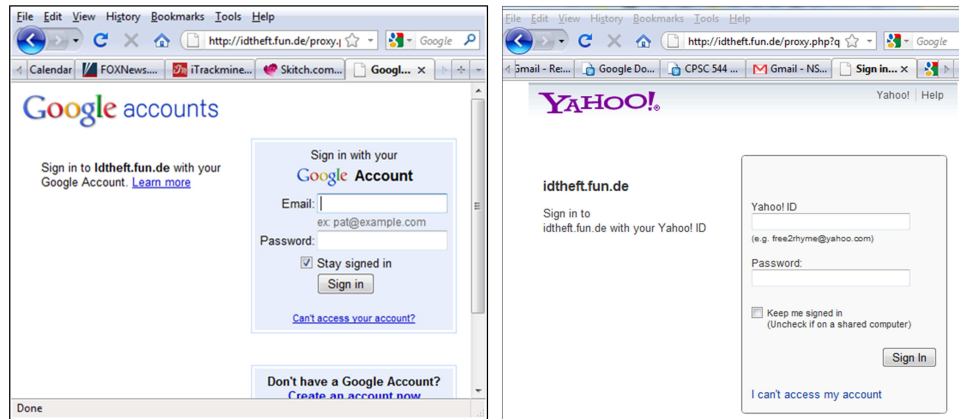 File Edit View History Bookmarks Tools Help
http://idtheft.fun.de/proxy.p
Google
Calendar FOXNews.... iTrackmine... Skitch.com... Googl... X
Google accounts
Sign in to Idtheft.fun.de with your
Google Account. Learn more
Sign in with your
Google Account
Email:
ex: pat@example.com
Password:
Stay signed in
Sign in
Can't access your account?
Don't have a Google Account?
Create an account now
Done
File Edit View History Bookmarks Tools Help
http://idtheft.fun.de/proxy.php?q
Google
Gmail - Re:... Google Do... CPSC 544 ... Gmail - NS... Sign in... X
YAHOO!
Yahoo! Help
idtheft.fun.de
Sign in to
idtheft.fun.de with your Yahoo! ID
Yahoo! ID
(e.g. free2rhyme@yahoo.com)
Password:
Keep me signed in
(Uncheck if on a shared computer)
Sign In
I can't access my account